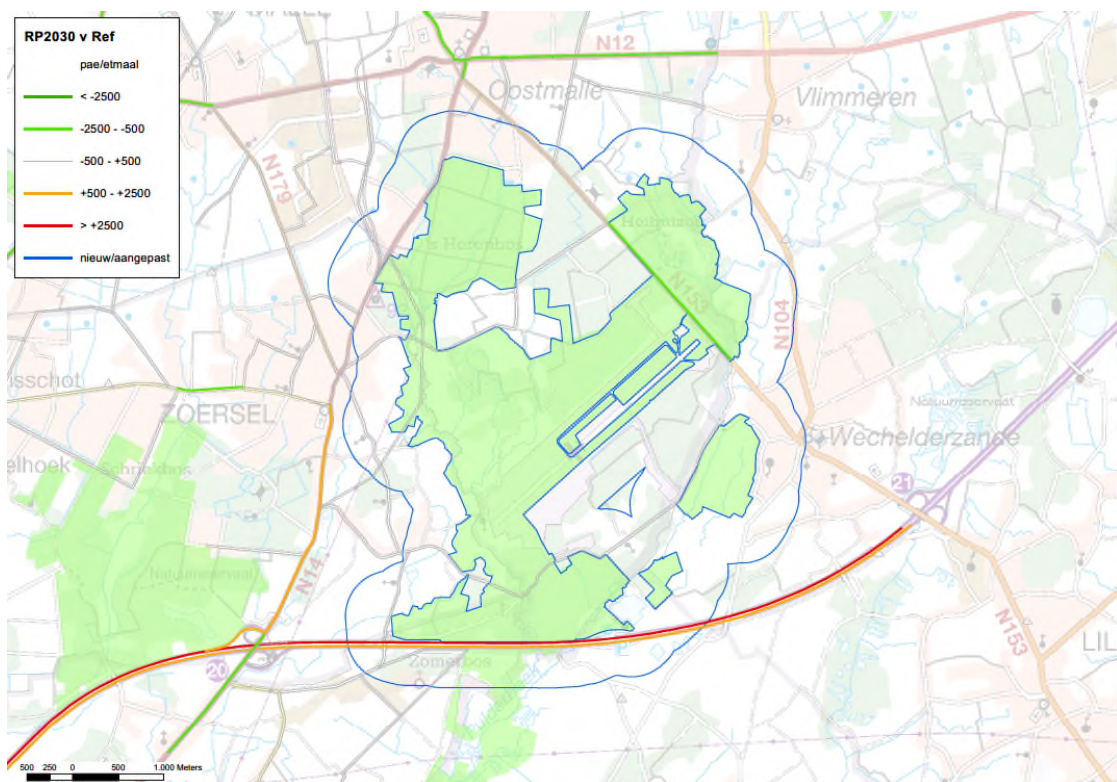 RP2030 v Ref
pae/etmaal
< -2500
-2500 - -500
-500 - +500
+500 - +2500
> +2500
nieuw/aangepast
N12
Oostmalle
Vlimmeren
N179
N153
N104
ZOERSEL
Wechelderzande
Natuurreservaat
21
N14
20
Zomerbos
N153
LIL
500 250 0 500 1.000 Meters